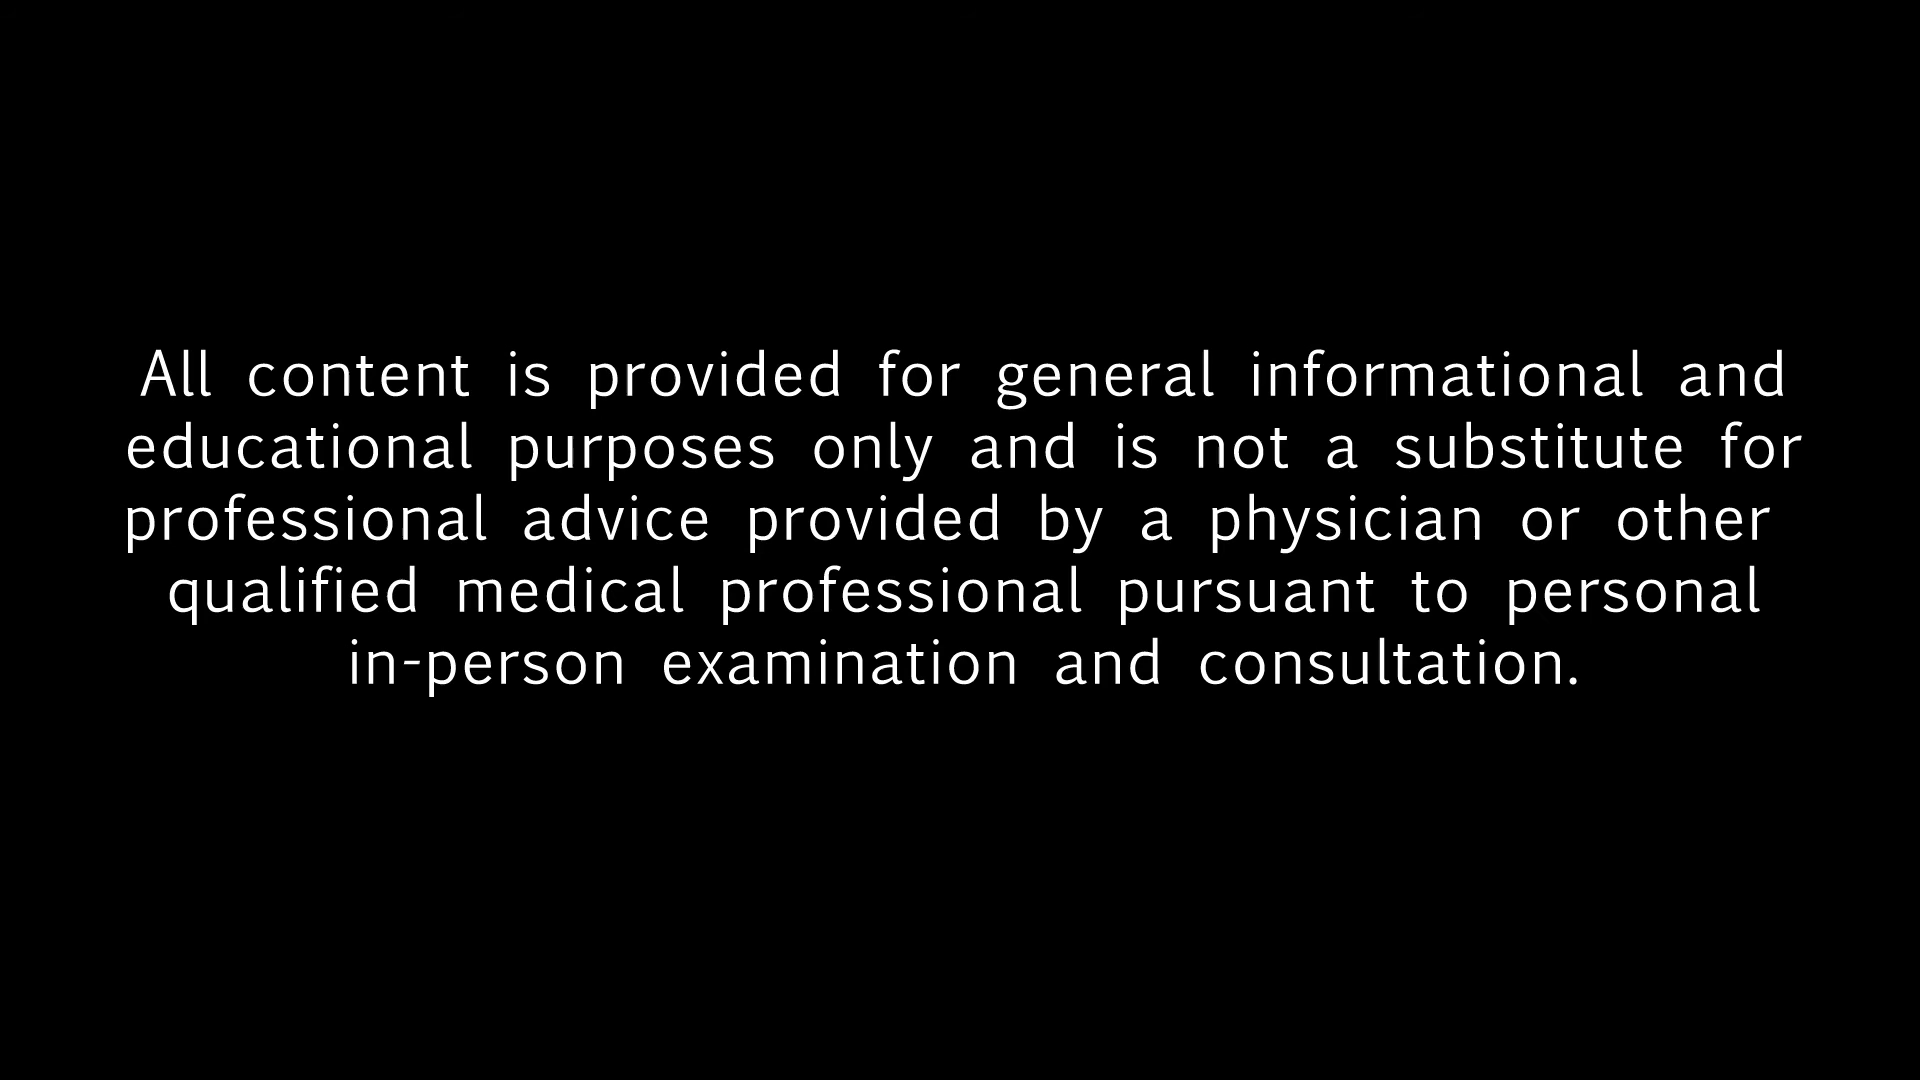 All content is provided for general informational and
educational purposes only and is not a substitute for
professional advice provided by a physician or other
qualified medical professional pursuant to personal
in-person examination and consultation.